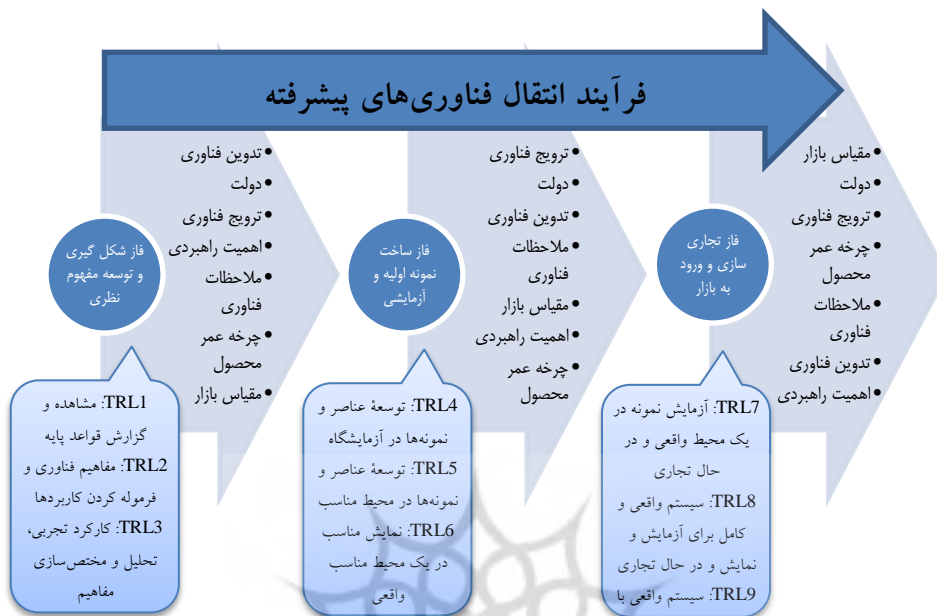 فرآیند انتقال فناوری‌های پیشرفته
فاز شکل گیری
و توسعه مفهوم
نظری
•تدوین فناوری
•دولت
•ترویج فناوری
•اهمیت راهبردی
•ملاحظات
فناوری
•چرخه عمر
محصول
•مقیاس بازار
TRL1: مشاهده و
گزارش قواعد پایه
TRL2: مفاهیم فناوری و
فرموله کردن کاربردها
TRL3: کارکرد تجربی،
تحلیل و مختص‌سازی
مفاهیم
فاز ساخت
نمونه اولیه و
آزمایشی
•ترویج فناوری
•دولت
•تدوین فناوری
•ملاحظات
فناوری
•مقیاس بازار
•اهمیت راهبردی
•چرخه عمر
محصول
TRL4: توسعهٔ عناصر و
نمونه‌ها در آزمایشگاه
TRL5: توسعهٔ عناصر و
نمونه‌ها در محیط مناسب
TRL6: نمایش مناسب
در یک محیط مناسب
واقعی
فاز تجاری
سازی و ورود
به بازار
•مقیاس بازار
•دولت
•ترویج فناوری
•چرخه عمر
محصول
•ملاحظات
فناوری
•تدوین فناوری
•اهمیت راهبردی
TRL7: آزمایش نمونه در
یک محیط واقعی و در
حال تجاری
TRL8: سیستم واقعی و
کامل برای آزمایش و
نمایش و در حال تجاری
TRL9: سیستم واقعی با